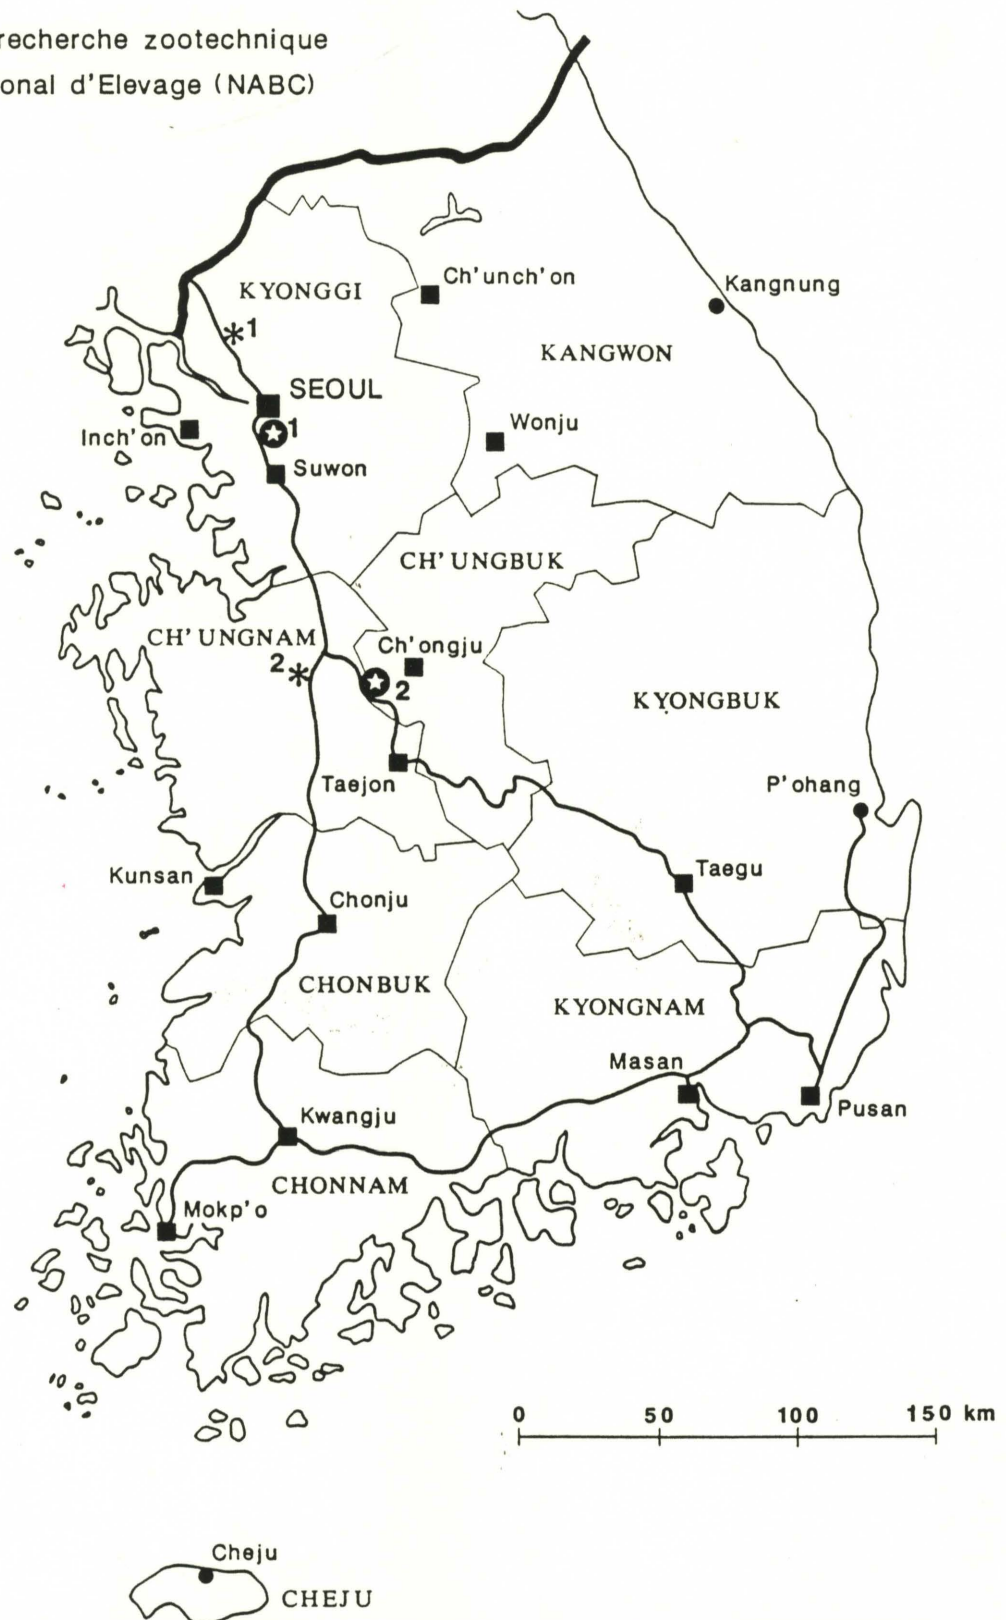 recherche zootechnique
onal d'Elevage (NABC)
KYONGGI
Ch'unch'on
Kangnung
*1
KANGWON
SEOUL
1
Inch'on
Wonju
Suwon
CH'UNGBUK
CH'UNGNAM
Ch'ongju
2*
2
KYONGBUK
Taejon
P'ohang
Kunsan
Taegu
Chonju
CHONBUK
KYONGNAM
Masan
Pusan
Kwangju
CHONNAM
Mokp'o
0 50 100 150 km
Cheju
CHEJU